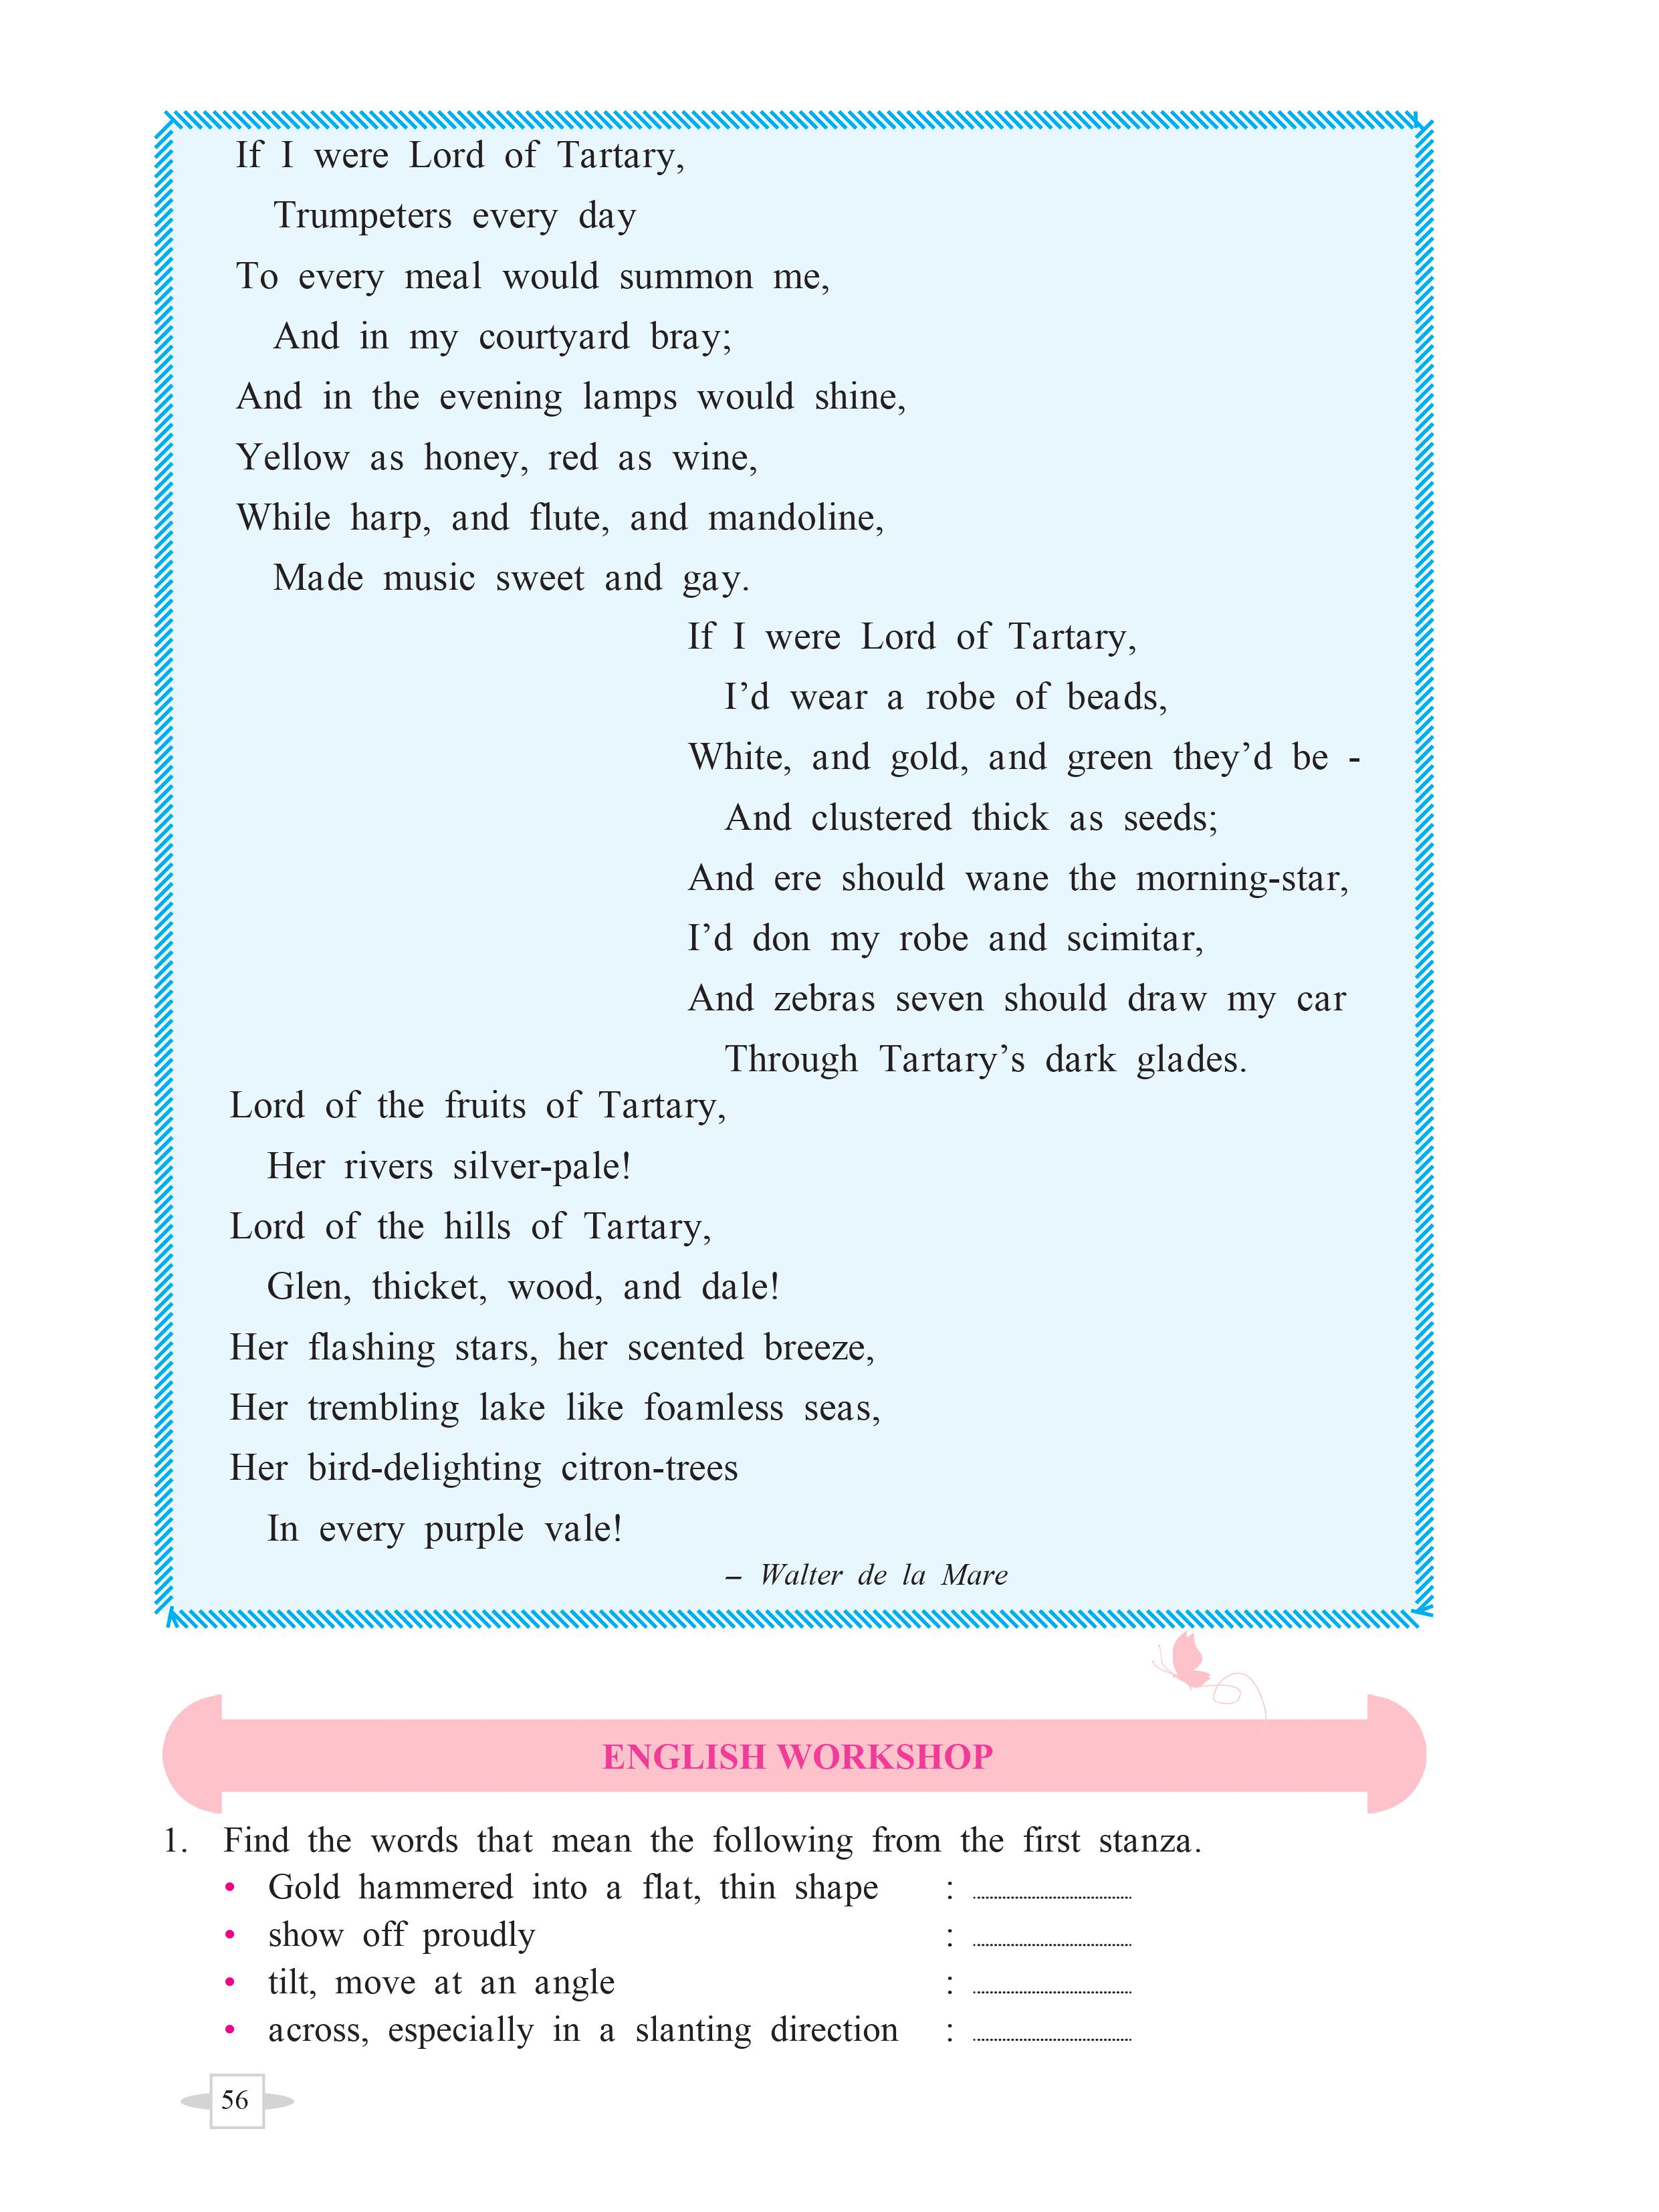 If I were Lord of Tartary,
Trumpeters every day
To every meal would summon me,
And in my courtyard bray;
And in the evening lamps would shine,
Yellow as honey, red as wine,
While harp, and flute, and mandoline,
Made music sweet and gay.
If I were Lord of Tartary,
I’d wear a robe of beads,
White, and gold, and green they’d be -
And clustered thick as seeds;
And ere should wane the morning-star,
I’d don my robe and scimitar,
And zebras seven should draw my car
Through Tartary’s dark glades.
Lord of the fruits of Tartary,
Her rivers silver-pale!
Lord of the hills of Tartary,
Glen, thicket, wood, and dale!
Her flashing stars, her scented breeze,
Her trembling lake like foamless seas,
Her bird-delighting citron-trees
In every purple vale!
– Walter de la Mare
ENGLISH WORKSHOP
1. Find the words that mean the following from the first stanza.
• Gold hammered into a flat, thin shape : ....................
• show off proudly : ....................
• tilt, move at an angle : ....................
• across, especially in a slanting direction : ....................
56